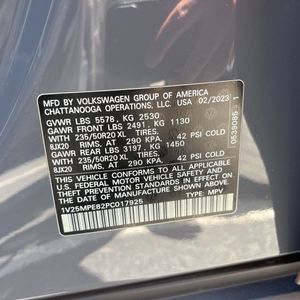 MFD BY VOLKSWAGEN GROUP OF AMERICA
CHATTANOOGA OPERATIONS, LLC. USA 02/2023
GVWR LBS 5578, KG 2530
GAWR FRONT LBS 2491, KG 1130
WITH 235/50R20 XL TIRES,
8JX20 RIMS, AT 290 KPA, 42 PSI COLD
GAWR REAR LBS 3197, KG 1450
WITH 235/50R20 XL TIRES,
8JX20 RIMS, AT 290 KPA, 42 PSI COLD
THIS VEHICLE CONFORMS TO ALL APPLICABLE
FEDERAL MOTOR VEHICLE SAFETY, BUMPER,
AND THEFT PREVENTION STANDARDS IN EFFECT
ON THE DATE OF MANUFACTURE SHOWN ABOVE
1V25MPE82PC017925 TYPE: MPV
0539086 1